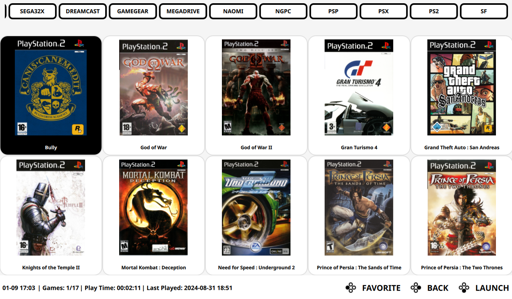 SEGA32X DREAMCAST GAMEGEAR MEGADRIVE NAOMI NGPC PSP PSX PS2 SF
PlayStation.2 PlayStation.2 PlayStation.2 PlayStation.2 PlayStation.2
CANIS CANEM EDIT
GOD OF WAR
GOD OF WAR II
GT
GRAN TURISMO 4
grand
theft
auto
San Andreas
Bully God of War God of War II Gran Turismo 4 Grand Theft Auto : San Andreas
PlayStation.2 PlayStation.2 PlayStation.2 PlayStation.2 PlayStation.2
MORTAL KOMBAT
DECEPTION
NEED FOR SPEED
UNDERGROUND 2
PRINCE OF PERSIA
THE SANDS OF TIME
PRINCE OF PERSIA
THE TWO THRONES
Knights of the Temple II Mortal Kombat : Deception Need for Speed : Underground 2 Prince of Persia : The Sands of Time Prince of Persia : The Two Thrones
01-09 17:03 | Games: 1/17| Play Time: 00:02:11| Last Played: 2024-08-31 18:51 FAVORITE BACK LAUNCH